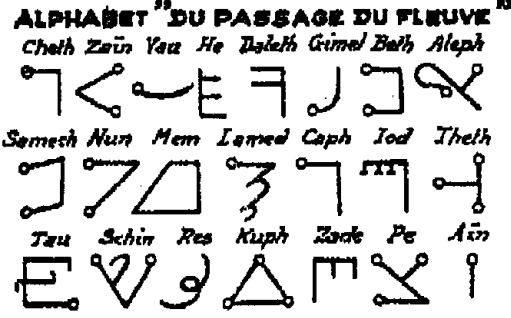 ALPHABET "DU PASSAGE DU FLEUVE"
Cheth Zaïn Vau He Daleth Gimel Beth Aleph
Samech Nun Mem Lamed Caph Iod Theth
Tau Schin Res Kuph Zade Pe Aïn